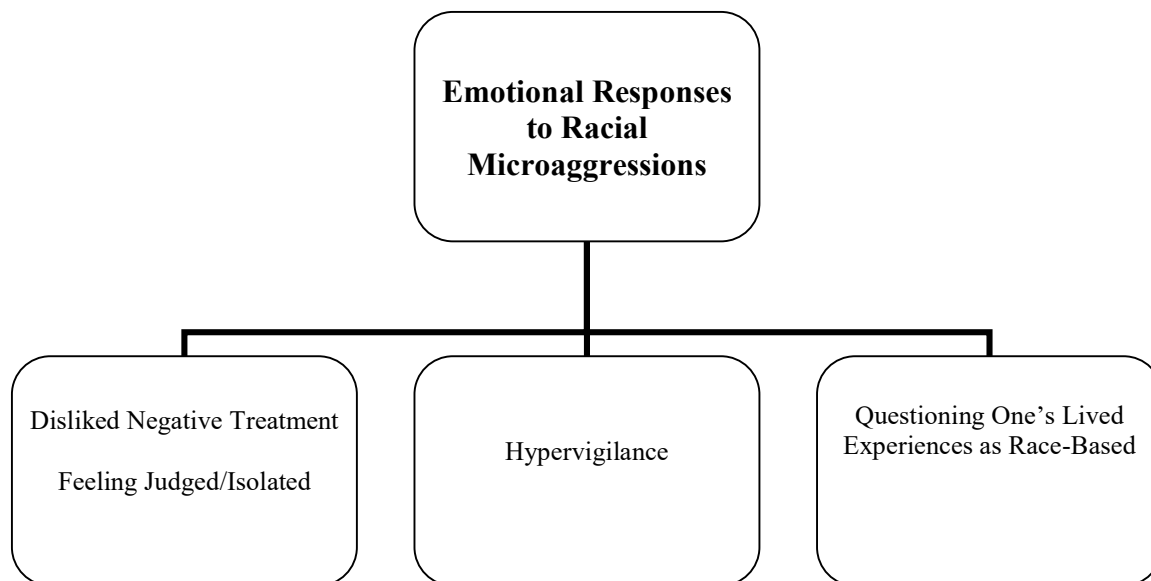 Emotional Responses
to Racial
Microaggressions
Disliked Negative Treatment
Feeling Judged/Isolated
Hypervigilance
Questioning One’s Lived
Experiences as Race-Based